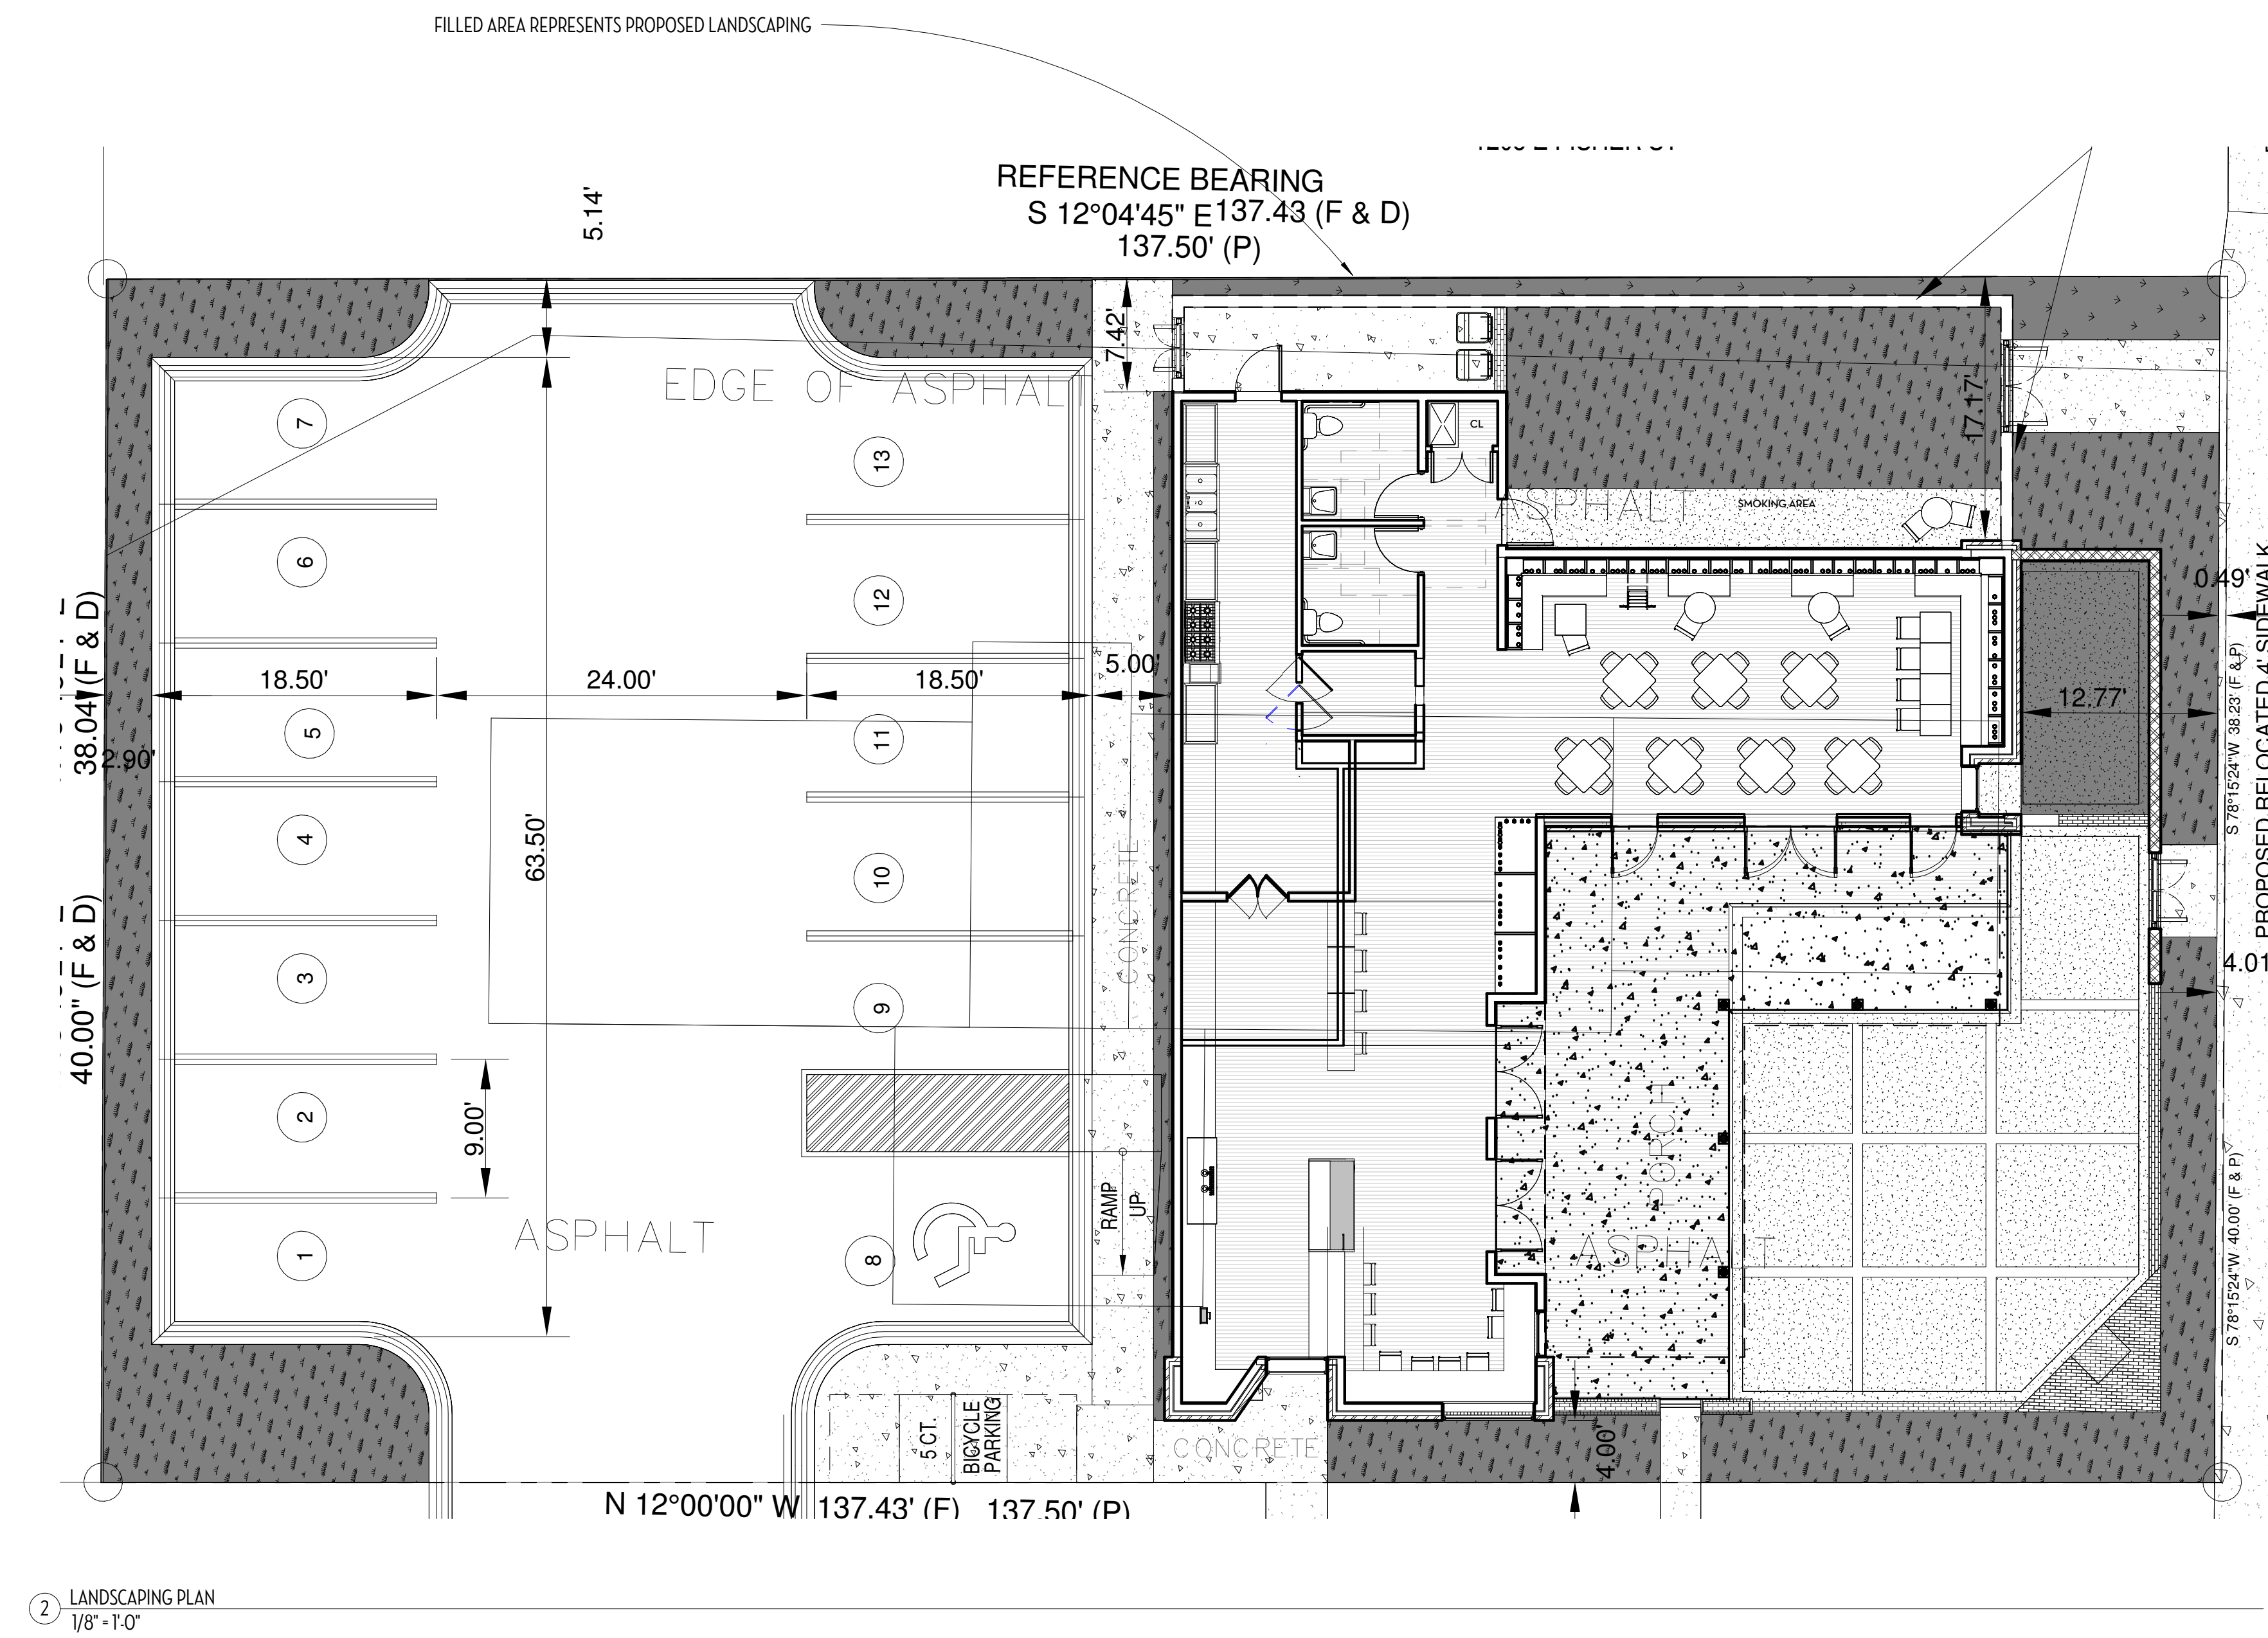 FILLED AREA REPRESENTS PROPOSED LANDSCAPING
REFERENCE BEARING
S 12°04'45" E 137.43 (F & D)
137.50' (P)
5.14'
7.42'
EDGE OF ASPHALT
7
13
CL
17.17'
ASPHALT
SMOKING AREA
6
12
0.49'
38.04 (F & D)
18.50'
24.00'
18.50'
5.00'
12.77'
S 78°15'24"W 38.23' (F & P)
PROPOSED RELOCATED 4' SIDEWALK
5
11
2.90'
4
63.50'
10
CONCRETE
40.00" (F & D)
3
9
4.01
2
9.00'
PORCH
RAMP
UP
1
ASPHALT
8
ASPHALT
S 78°15'24"W 40.00' (F & P)
5 CT.
BICYCLE
PARKING
CONCRETE
4.00'
N 12°00'00" W 137.43' (F) 137.50' (P)
2
LANDSCAPING PLAN
1/8" = 1'-0"